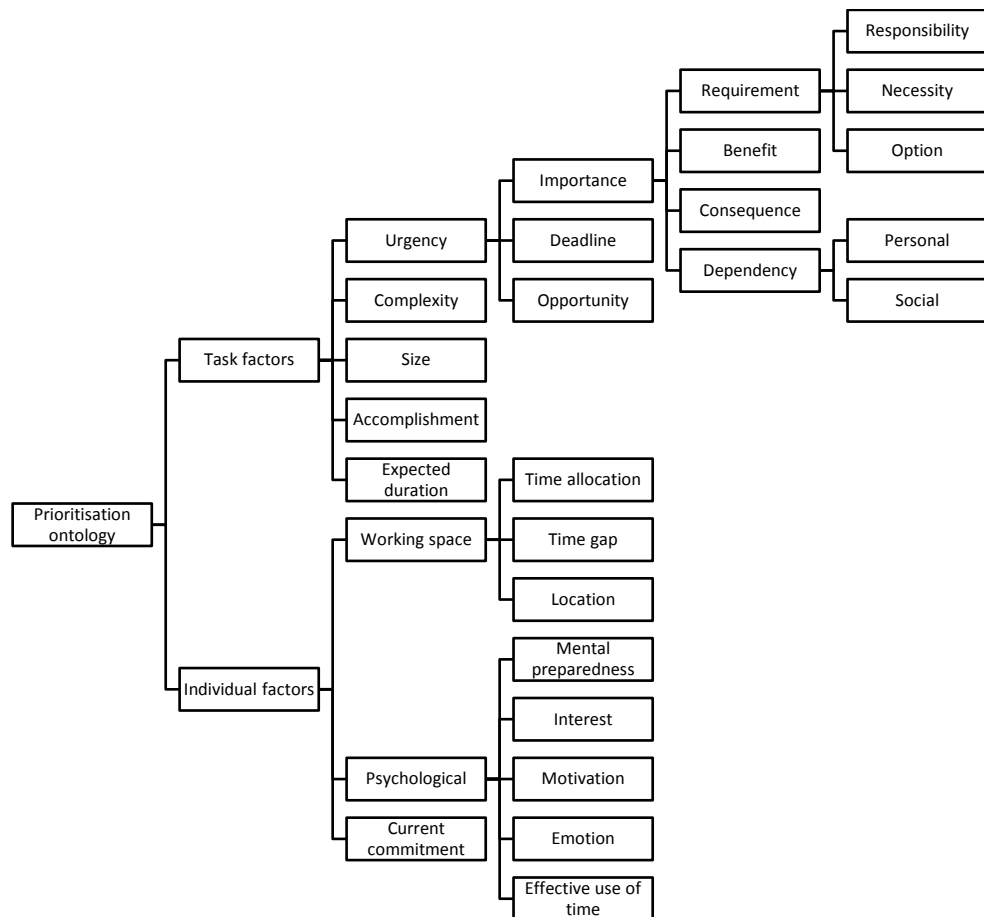 Responsibility
Requirement
Necessity
Benefit
Option
Importance
Consequence
Urgency
Deadline
Dependency
Personal
Complexity
Opportunity
Social
Task factors
Size
Accomplishment
Expected
duration
Time allocation
Prioritisation
ontology
Working space
Time gap
Location
Mental
preparedness
Individual factors
Interest
Psychological
Motivation
Current
commitment
Emotion
Effective use of
time